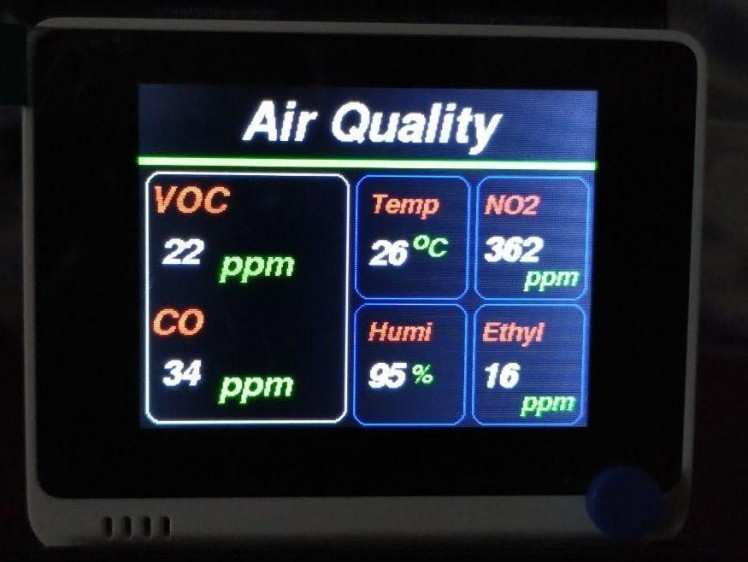 Air Quality
VOC
22 ppm
CO
34 ppm
Temp
26 °C
NO2
362
ppm
Humi
95 %
Ethyl
16
ppm